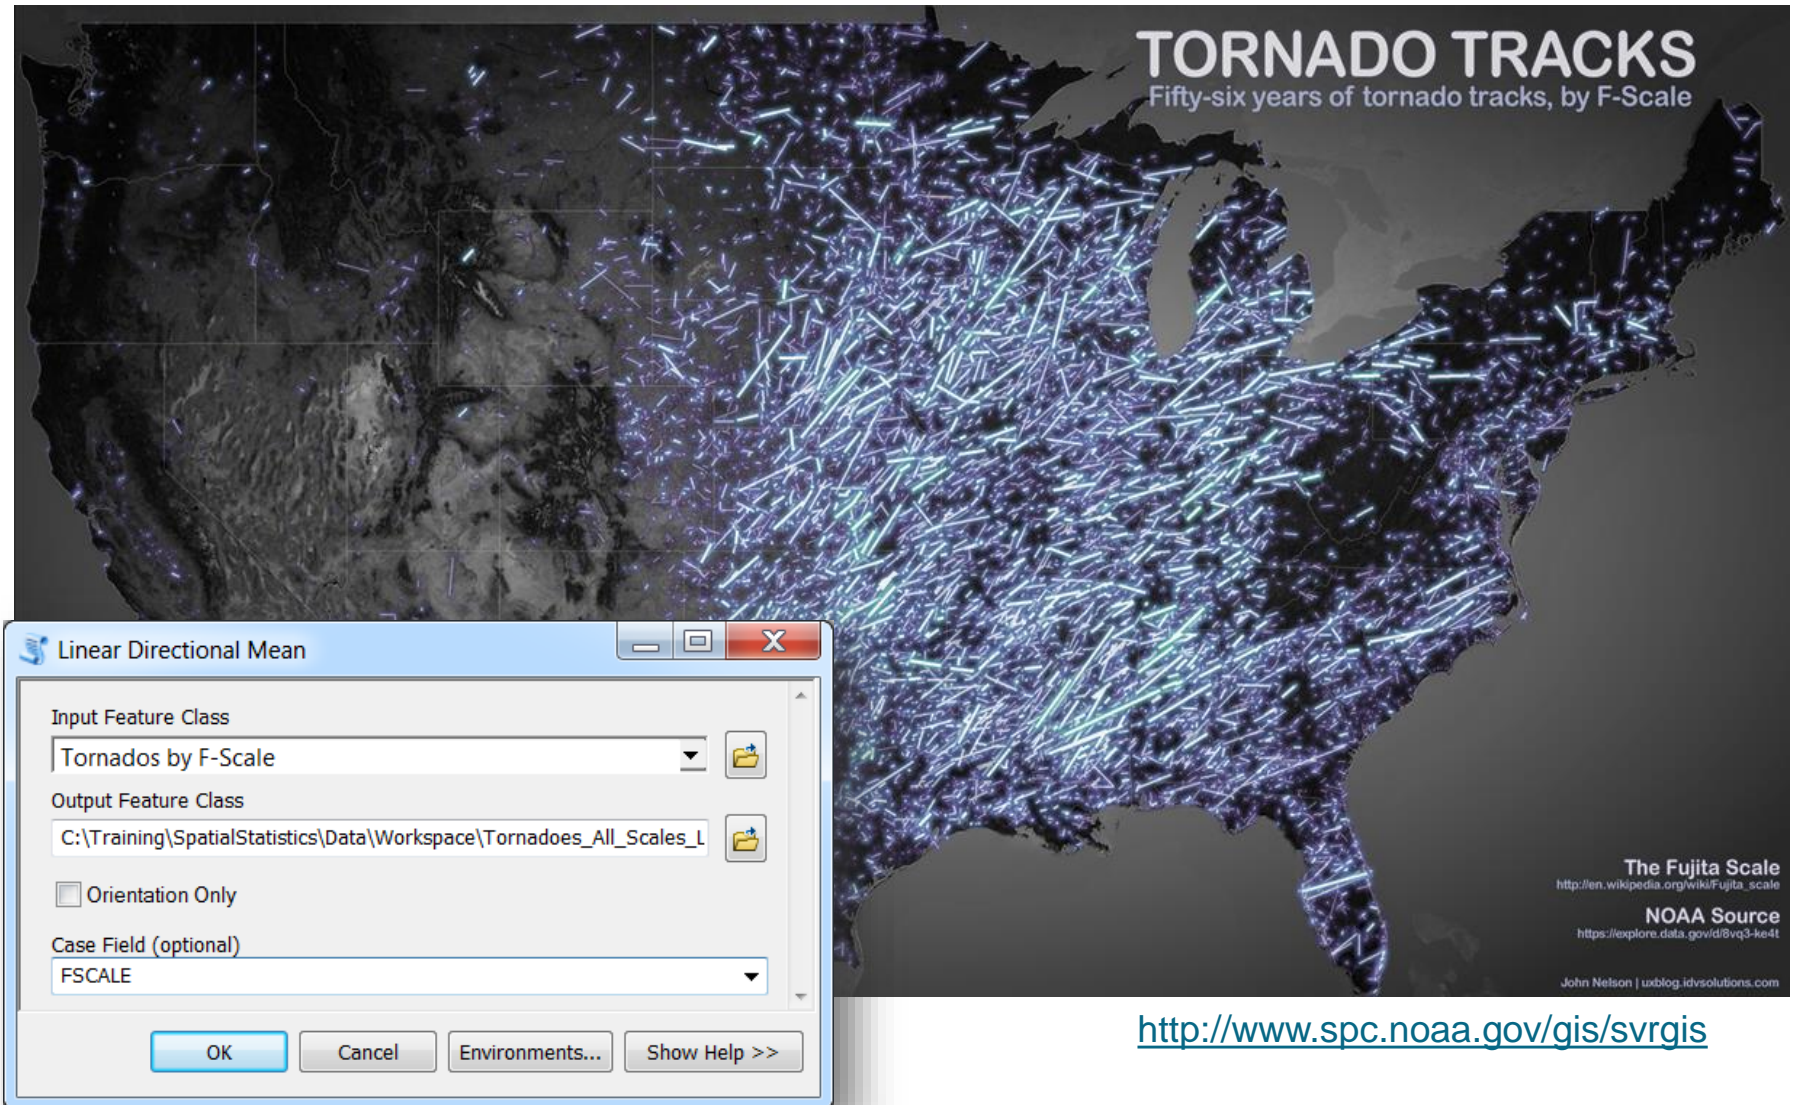 TORNADO TRACKS
Fifty-six years of tornado tracks, by F-Scale
Linear Directional Mean
Input Feature Class
Tornados by F-Scale
Output Feature Class
C:\Training\SpatialStatistics\Data\Workspace\Tornadoes_All_Scales_L
Orientation Only
Case Field (optional)
FSCALE
OK
Cancel
Environments...
Show Help >>
The Fujita Scale
http://en.wikipedia.org/wiki/Fujita_scale
NOAA Source
https://explore.data.gov/d/8vq3-ke4t
John Nelson | uxblog.idvsolutions.com
http://www.spc.noaa.gov/gis/svrgis